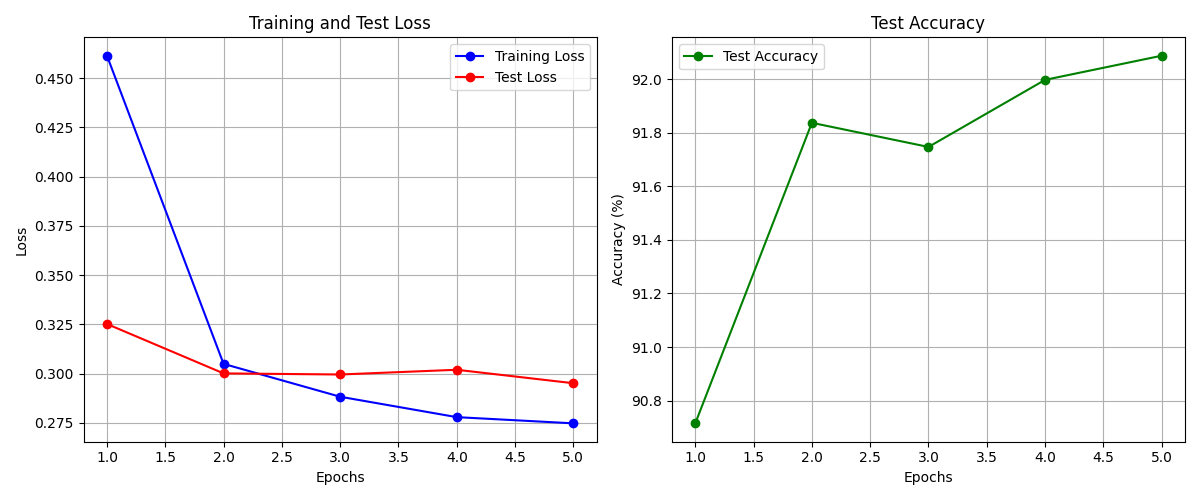 Training and Test Loss
Training Loss
Test Loss
0.450
0.425
0.400
0.375
0.350
0.325
0.300
0.275
Loss
1.0 1.5 2.0 2.5 3.0 3.5 4.0 4.5 5.0
Epochs
Test Accuracy
Test Accuracy
92.0
91.8
91.6
91.4
91.2
91.0
90.8
Accuracy (%)
1.0 1.5 2.0 2.5 3.0 3.5 4.0 4.5 5.0
Epochs